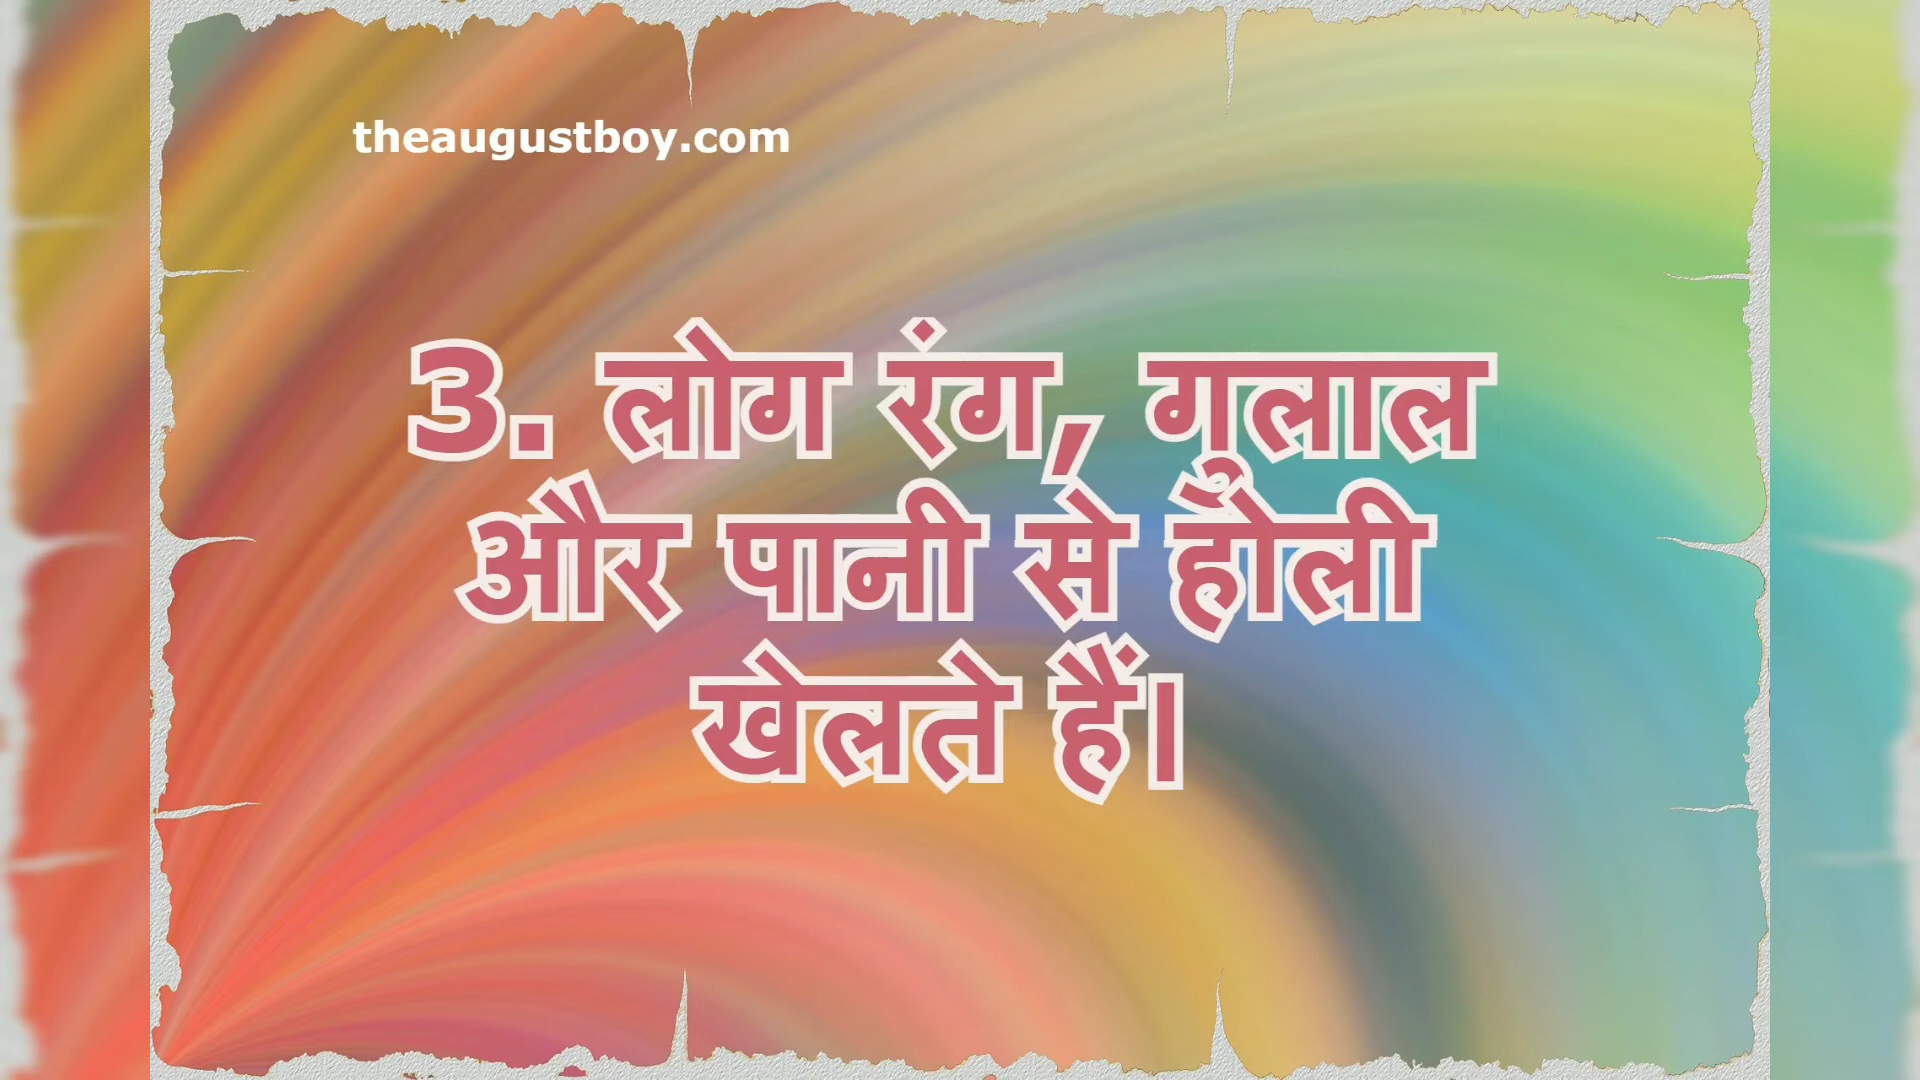 theaugustboy.com
3. लोग रंग, गुलाल
और पानी से होली
खेलते हैं।